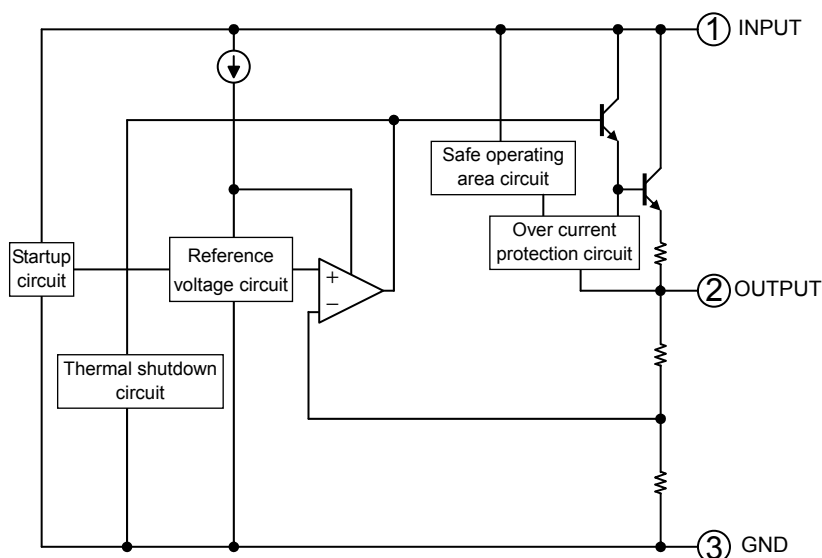 ① INPUT
Safe operating
area circuit
Startup
circuit
Reference
voltage circuit
+
−
Over current
protection circuit
② OUTPUT
Thermal shutdown
circuit
③ GND